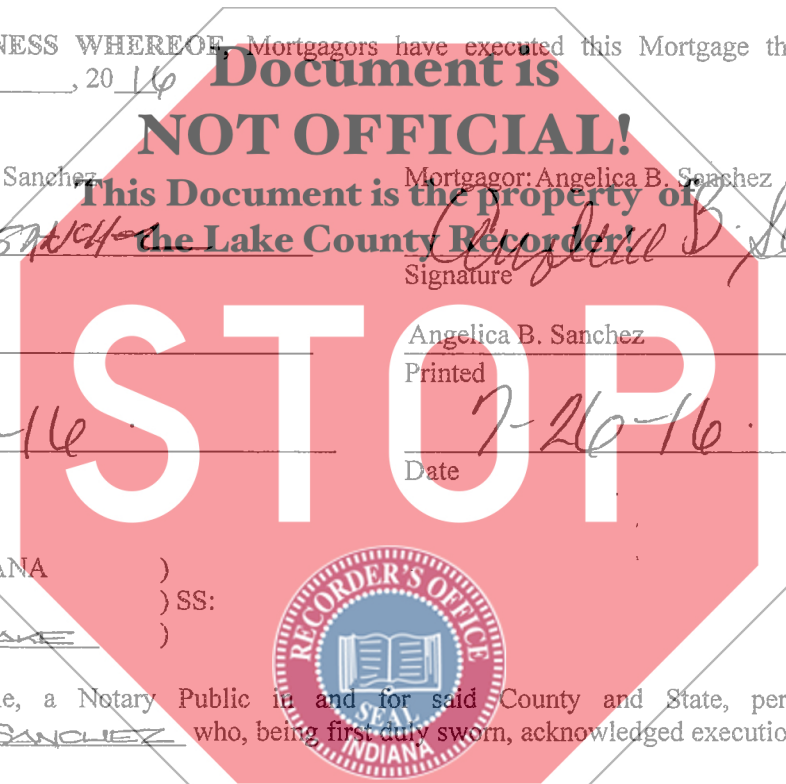 NESS WHEREOF, Mortgagors have executed this Mortgage th
, 20 16
Document is
NOT OFFICIAL!
Sanchez
Mortgagor: Angelica B. Sanchez
This Document is the property of
the Lake County Recorder!
Signature
Angelica B. Sanchez
Printed
-16
7-26-16
Date
STOP
ANA )
) SS:
AKE )
RECORDER'S OFFICE
SEAL
INDIANA
e, a Notary Public in and for said County and State, per
SANCHEZ who, being first duly sworn, acknowledged executio